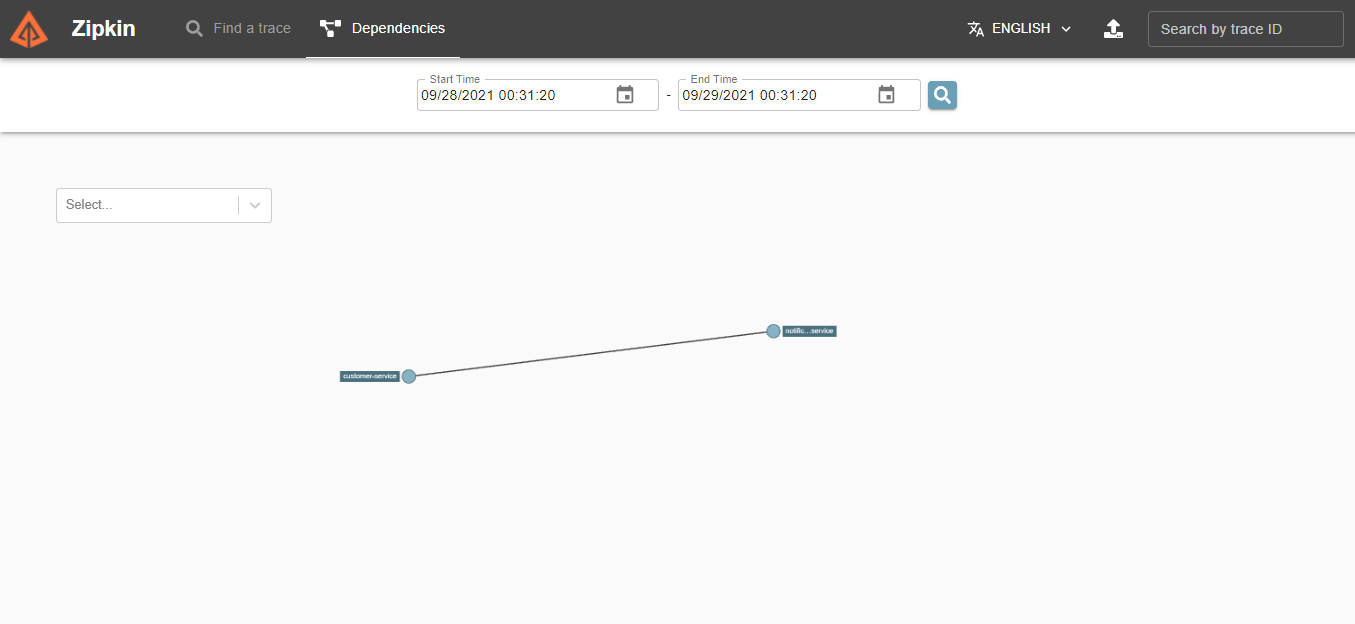 Zipkin
Find a trace
Dependencies
ENGLISH
Search by trace ID
Start Time
09/28/2021 00:31:20
-
End Time
09/29/2021 00:31:20
Select...
notific...service
customer-service